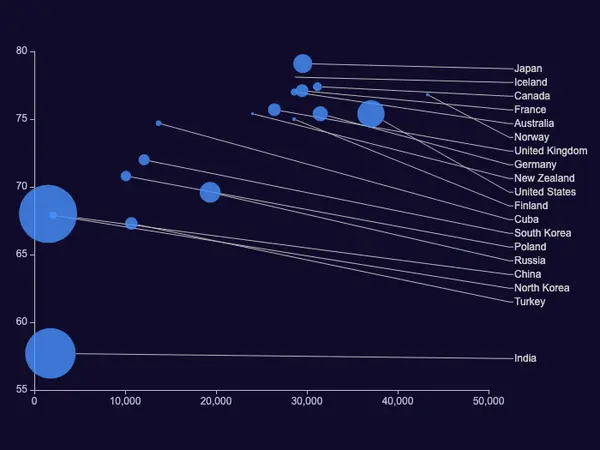 80
75
70
65
60
55
0
10,000
20,000
30,000
40,000
50,000
Japan
Iceland
Canada
France
Australia
Norway
United Kingdom
Germany
New Zealand
United States
Finland
Cuba
South Korea
Poland
Russia
China
North Korea
Turkey
India